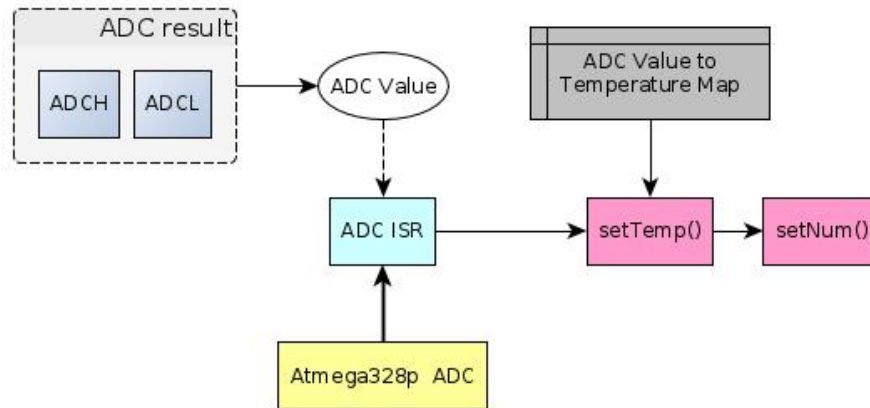 ADC result
ADCH
ADCL
ADC Value
ADC Value to
Temperature Map
ADC ISR
setTemp()
setNum()
Atmega328p ADC